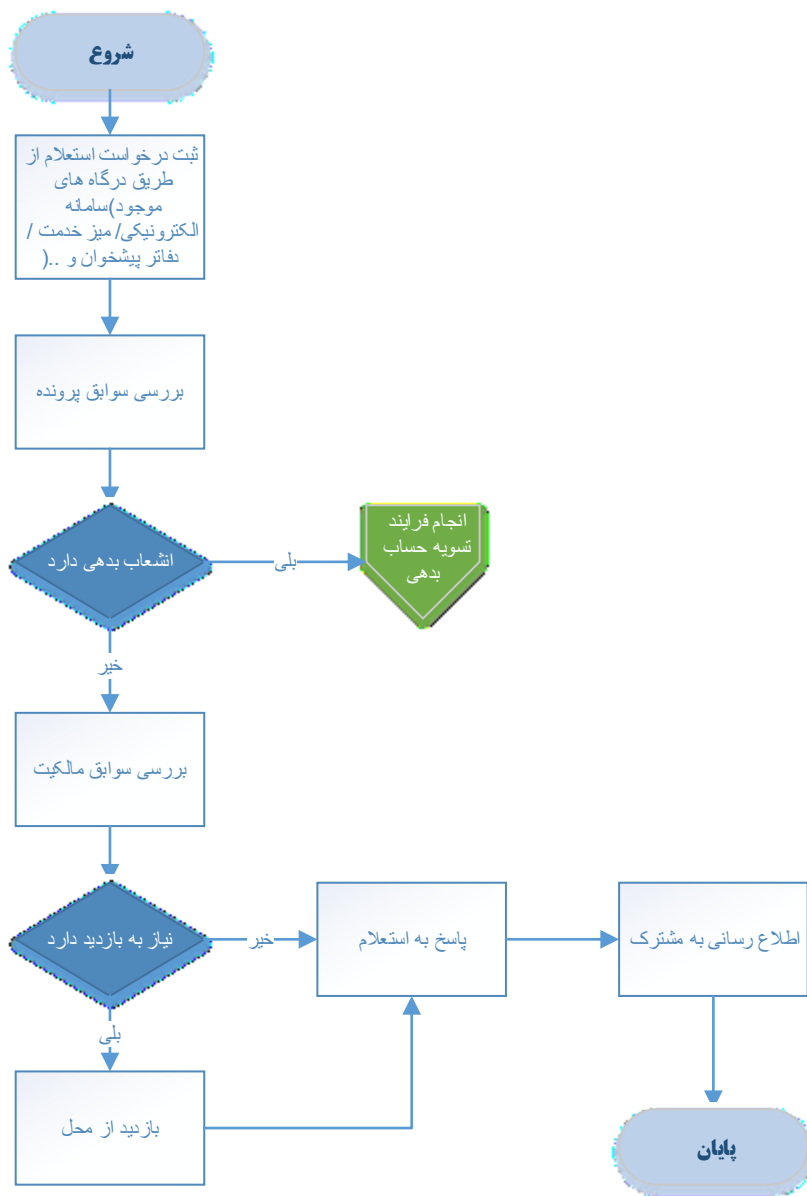 شروع
ثبت درخواست استعلام از
طریق درگاه های
موجود)سامانه
الکترونیکی/ میز خدمت /
دفاتر پیشخوان و ..(
بررسی سوابق پرونده
انشعاب بدهی دارد
بلی
انجام فرایند
تسویه حساب
بدهی
خیر
بررسی سوابق مالکیت
نیاز به بازدید دارد
خیر
پاسخ به استعلام
اطلاع رسانی به مشترک
بلی
بازدید از محل
پایان